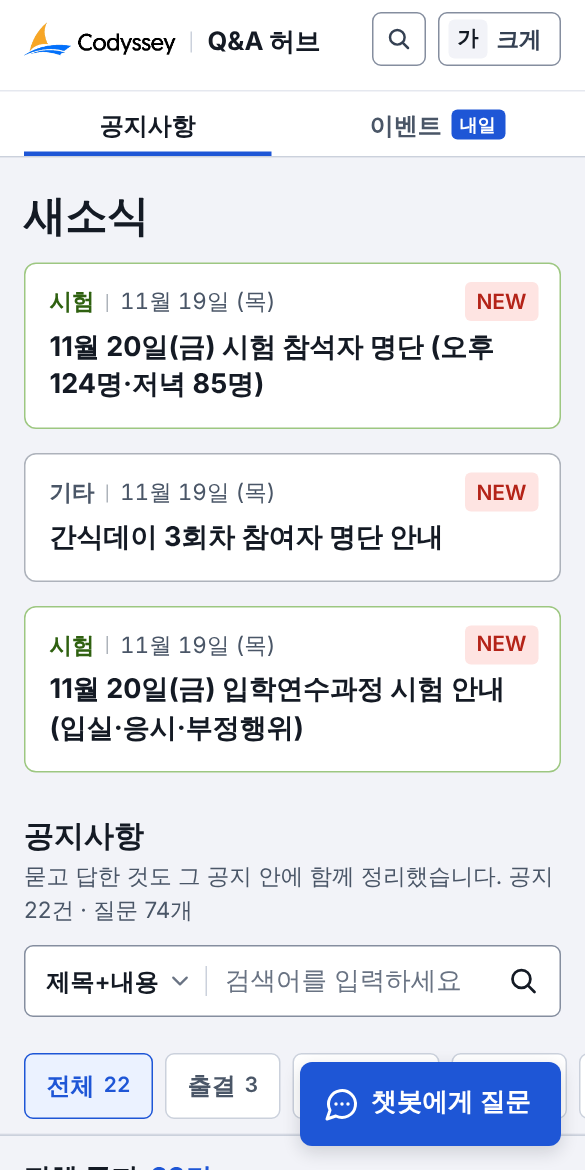 Codyssey | Q&A 허브
가 크게
공지사항
이벤트 내일
새소식
시험 | 11월 19일 (목) NEW
11월 20일(금) 시험 참석자 명단 (오후
124명·저녁 85명)
기타 | 11월 19일 (목) NEW
간식데이 3회차 참여자 명단 안내
시험 | 11월 19일 (목) NEW
11월 20일(금) 입학연수과정 시험 안내
(입실·응시·부정행위)
공지사항
묻고 답한 것도 그 공지 안에 함께 정리했습니다. 공지
22건 · 질문 74개
제목+내용 | 검색어를 입력하세요
전체 22
출결 3
챗봇에게 질문